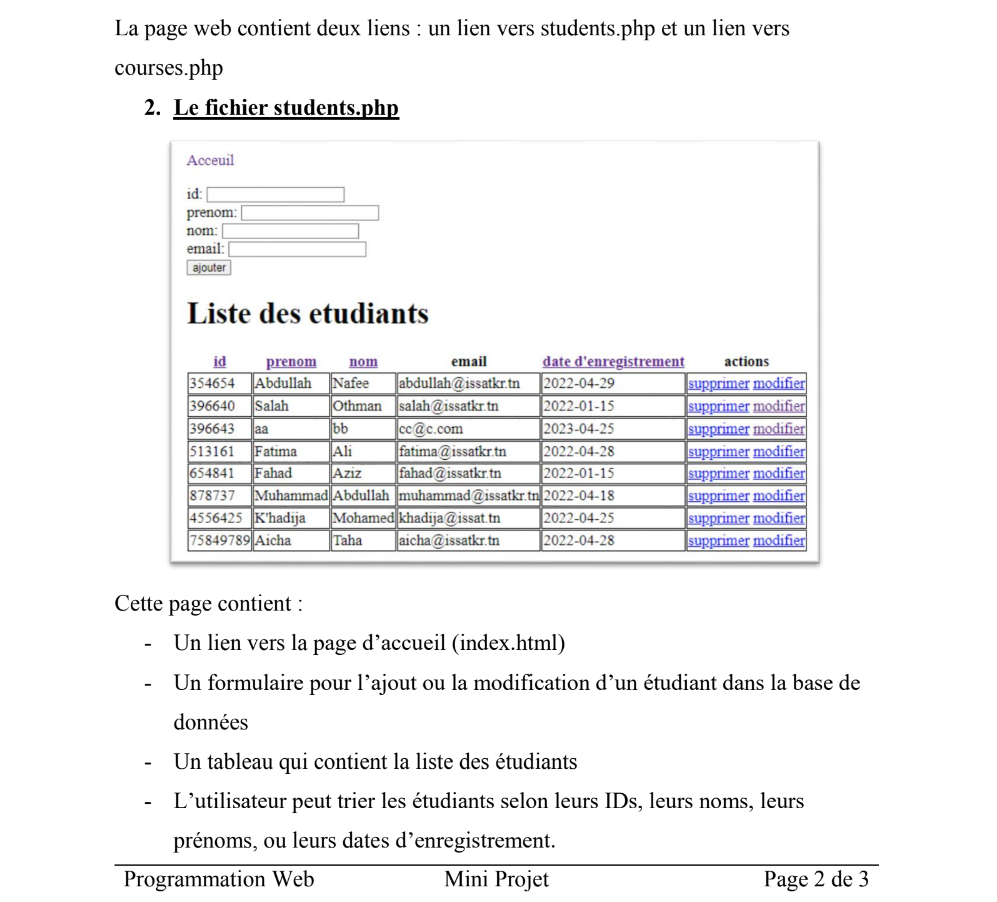 La page web contient deux liens : un lien vers students.php et un lien vers
courses.php
2. Le fichier students.php
Acceuil
id:
prenom:
nom:
email:
ajouter
Liste des etudiants
id prenom nom email date d'enregistrement actions
354654 Abdullah Nafee abdullah@issatkr.tn 2022-04-29 supprimer modifier
396640 Salah Othman salah@issatkr.tn 2022-01-15 supprimer modifier
396643 aa bb cc@c.com 2023-04-25 supprimer modifier
513161 Fatima Ali fatima@issatkr.tn 2022-04-28 supprimer modifier
654841 Fahad Aziz fahad@issatkr.tn 2022-01-15 supprimer modifier
878737 Muhammad Abdullah muhammad@issatkr.tn 2022-04-18 supprimer modifier
4556425 K'hadija Mohamed khadija@issat.tn 2022-04-25 supprimer modifier
75849789 Aicha Taha aicha@issatkr.tn 2022-04-28 supprimer modifier
Cette page contient :
- Un lien vers la page d’accueil (index.html)
- Un formulaire pour l’ajout ou la modification d’un étudiant dans la base de
données
- Un tableau qui contient la liste des étudiants
- L’utilisateur peut trier les étudiants selon leurs IDs, leurs noms, leurs
prénoms, ou leurs dates d’enregistrement.
Programmation Web Mini Projet Page 2 de 3